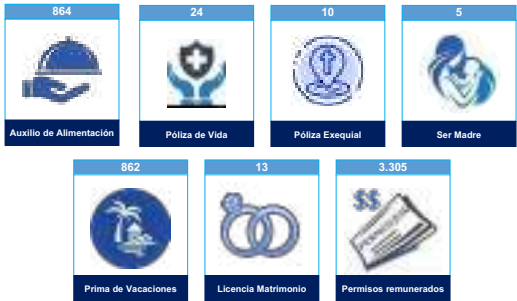 864
24
10
5
Auxilio de Alimentación
Póliza de Vida
Póliza Exequial
Ser Madre
862
13
3.305
$$
Prima de Vacaciones
Licencia Matrimonio
Permisos remunerados